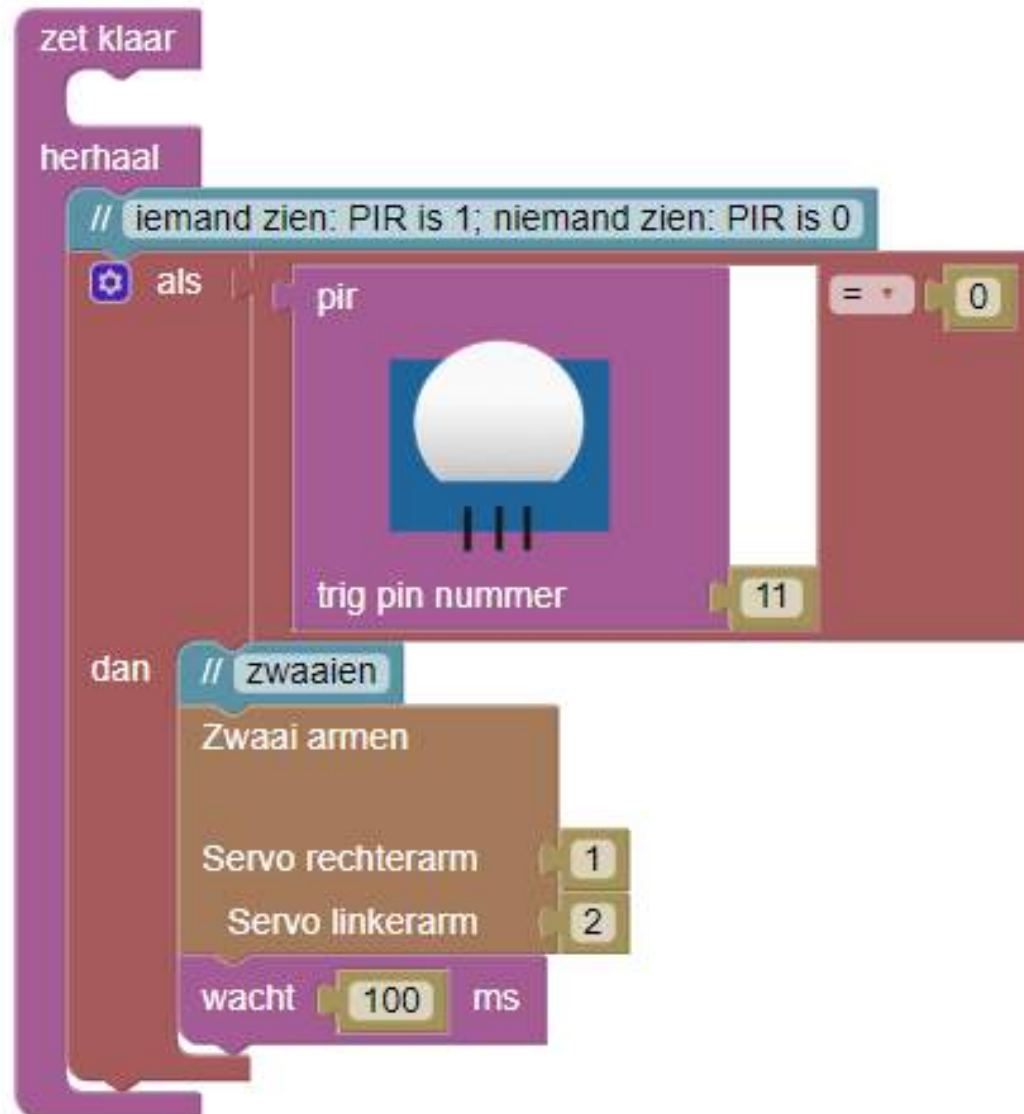 zet klaar
herhaal
// iemand zien: PIR is 1; niemand zien: PIR is 0
als pir = 0
trig pin nummer 11
dan // zwaaien
Zwaai armen
Servo rechterarm 1
Servo linkerarm 2
wacht 100 ms